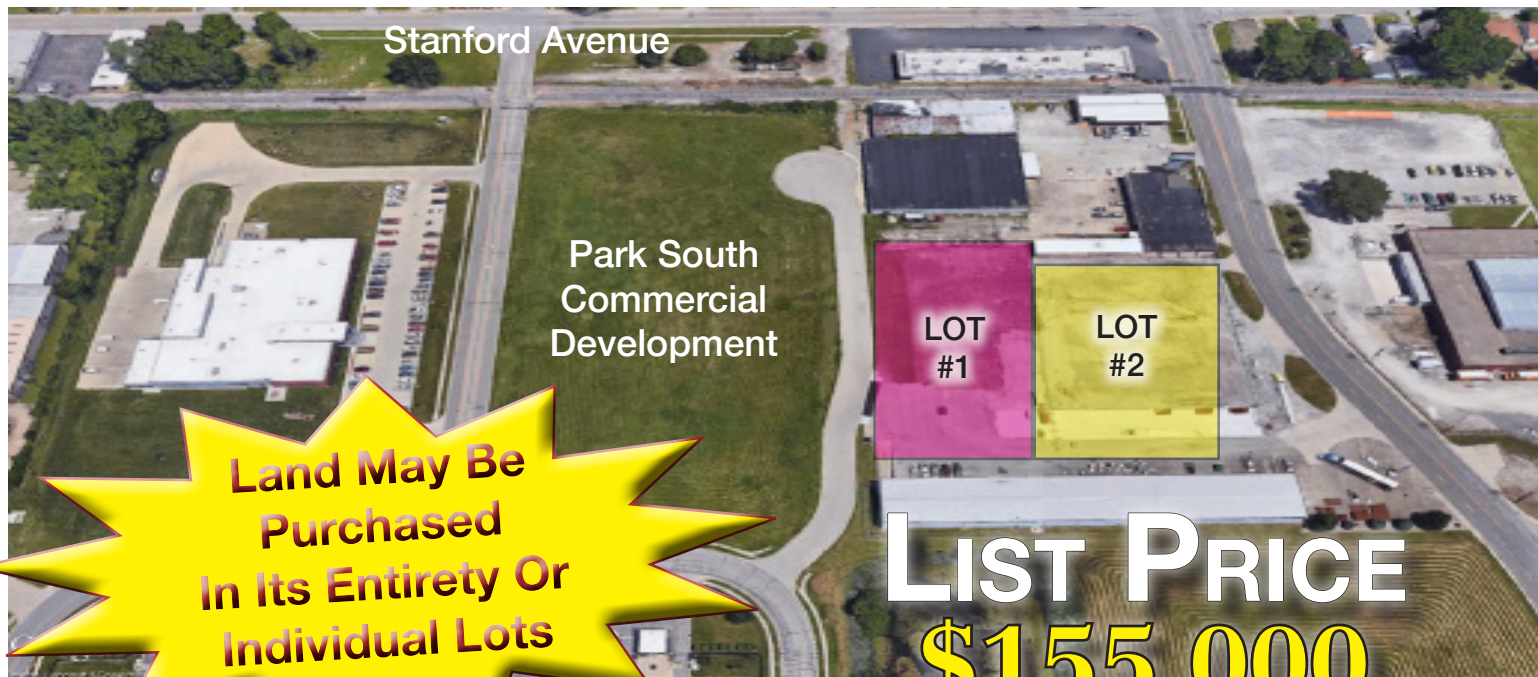 Stanford Avenue
Park South
Commercial
Development
LOT
#1
LOT
#2
Land May Be
Purchased
In Its Entirety Or
Individual Lots
LIST PRICE
$155,000